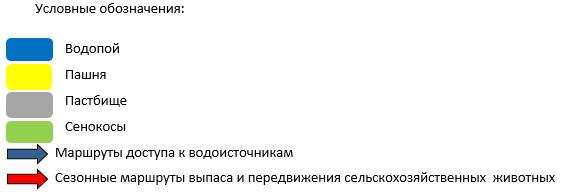 Условные обозначения:
Водопой
Пашня
Пастбище
Сенокосы
Маршруты доступа к водоисточникам
Сезонные маршруты выпаса и передвижения сельскохозяйственных животных